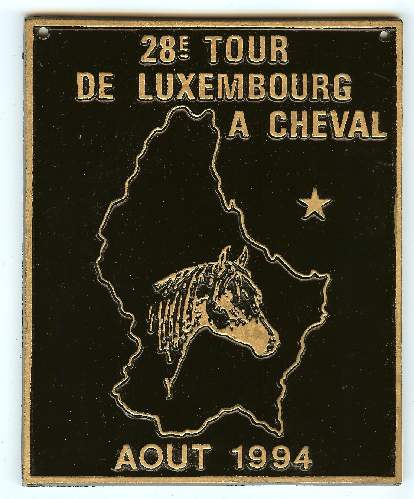 28E TOUR
DE LUXEMBOURG
A CHEVAL
AOUT 1994